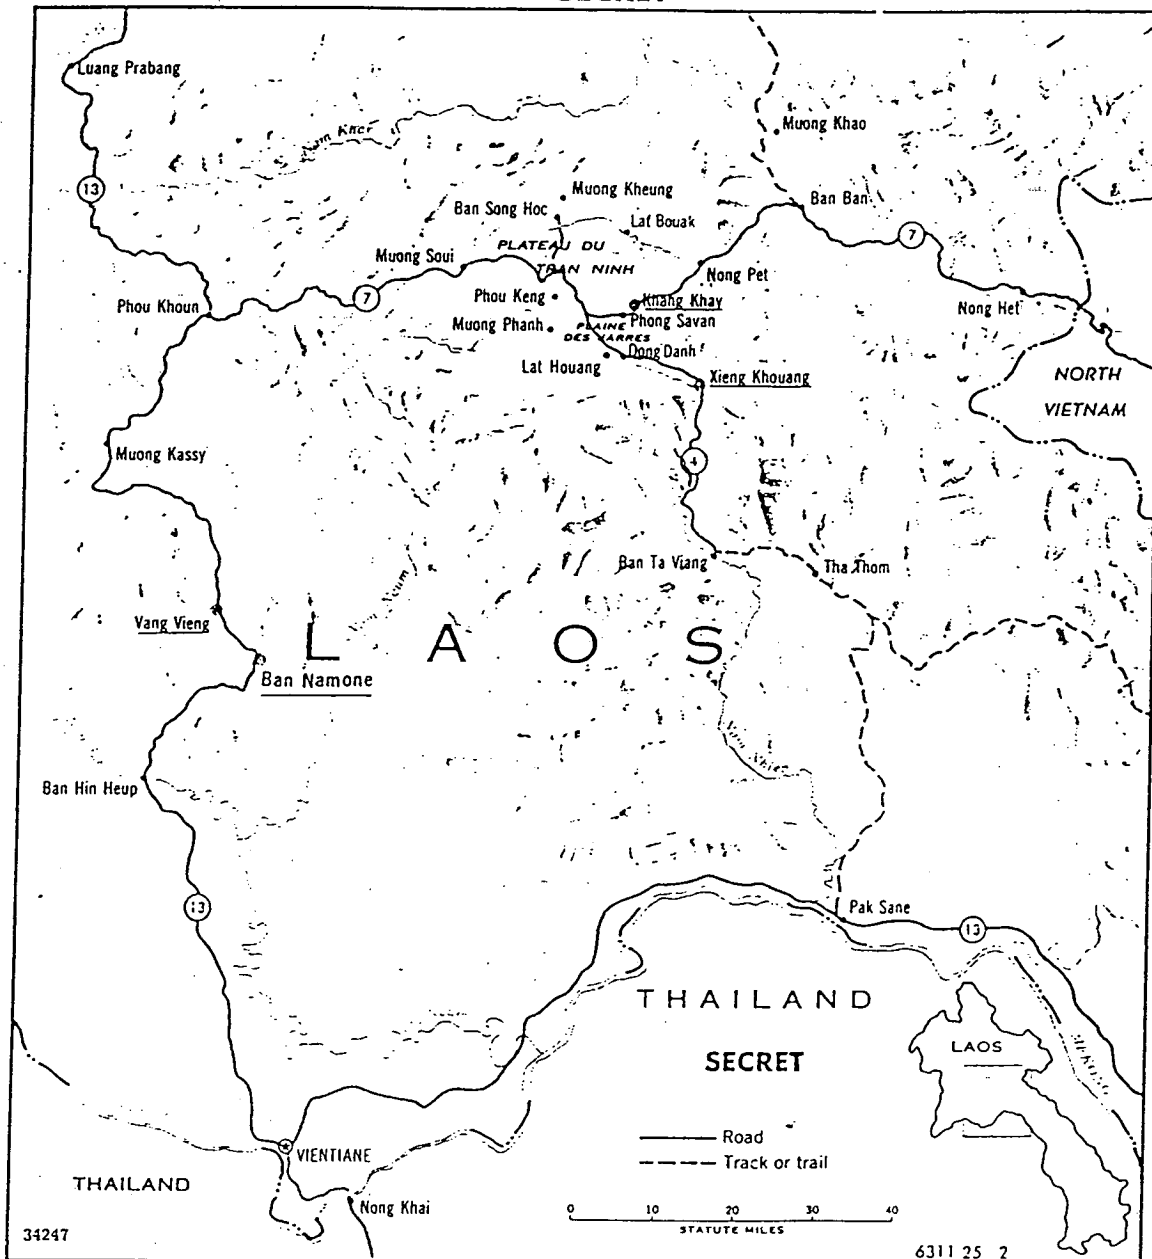 Luang Prabang
Muong Khao
13
Muong Kheung
Ban Ban
Ban Song Hoc
Lat Bouak
7
PLATEAU DU
TRAN NINH
Muong Soui
Nong Pet
7
Phou Keng
Khang Khay
Phou Khoun
Nong Het
Phong Savan
Muong Phanh
PLAINE
DES JARRES
Dong Danh
Lat Houang
NORTH
VIETNAM
Xieng Khouang
Muong Kassy
4
Ban Ta Viang
Tha Thom
Vang Vieng
LAOS
Ban Namone
Ban Hin Heup
13
Pak Sane
13
THAILAND
SECRET
LAOS
Road
Track or trail
VIENTIANE
THAILAND
Nong Khai
0 10 20 30 40
STATUTE MILES
34247
6311 25 2